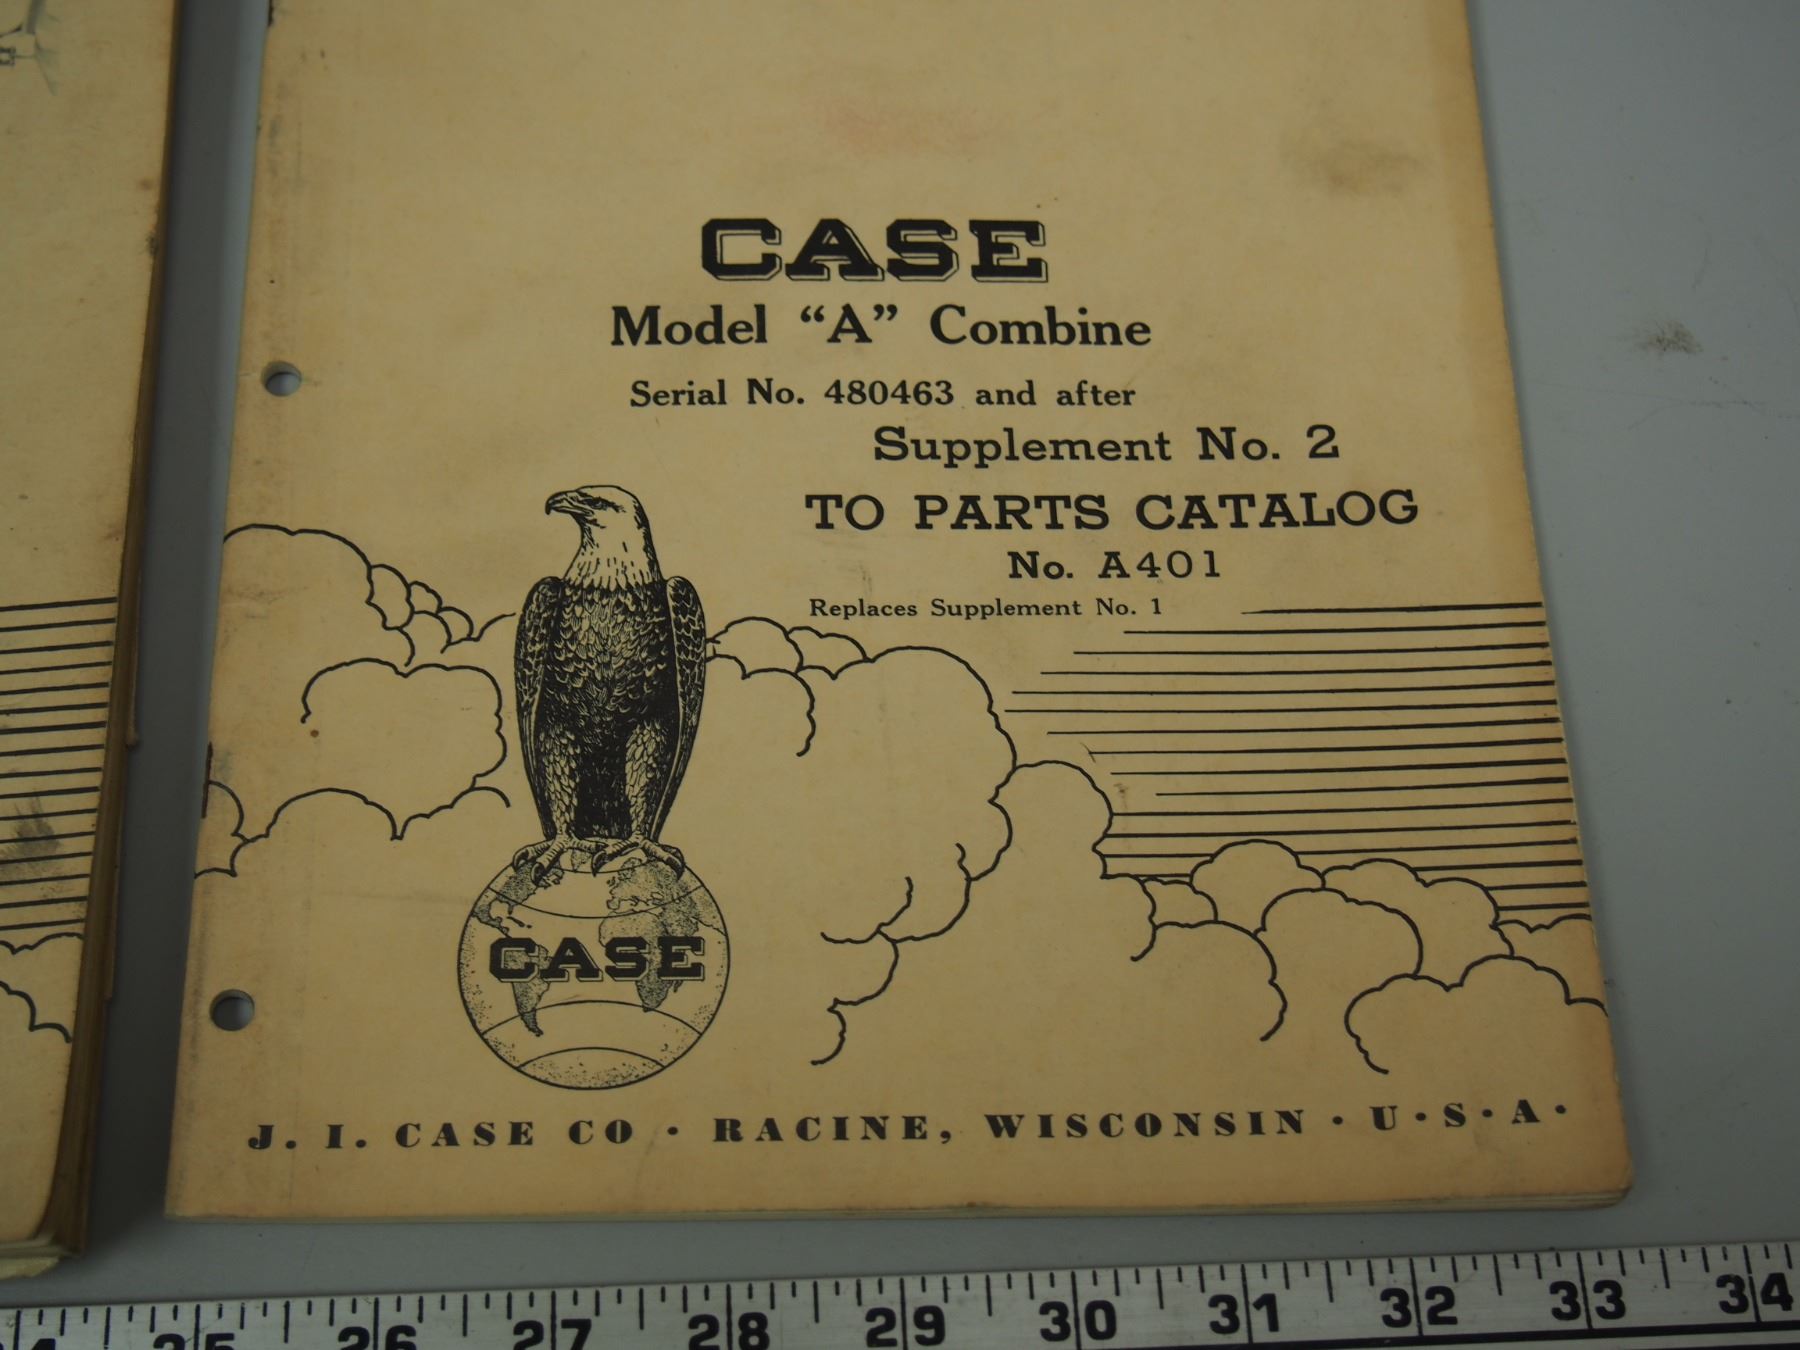 CASE
Model “A” Combine
Serial No. 480463 and after
Supplement No. 2
TO PARTS CATALOG
No. A401
Replaces Supplement No. 1
CASE
J. I. CASE CO · RACINE, WISCONSIN · U · S · A ·
25 26 27 28 29 30 31 32 33 34